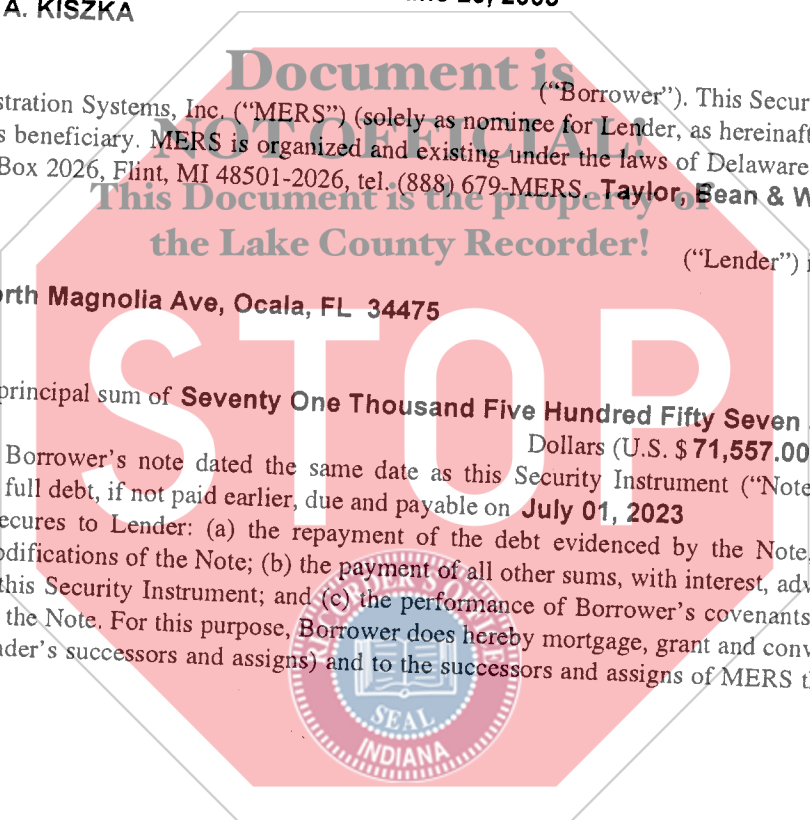 A. KISZKA
Document is
("Borrower"). This Secur
stration Systems, Inc. ("MERS") (solely as nominee for Lender, as hereinaft
NOT OFFICIAL!
s beneficiary. MERS is organized and existing under the laws of Delaware
Box 2026, Flint, MI 48501-2026, tel. (888) 679-MERS. Taylor, Bean & W
This Document is the property of
the Lake County Recorder!
("Lender") i
orth Magnolia Ave, Ocala, FL 34475
STOP
principal sum of Seventy One Thousand Five Hundred Fifty Seven
Dollars (U.S. $ 71,557.00
Borrower's note dated the same date as this Security Instrument ("Note
full debt, if not paid earlier, due and payable on July 01, 2023
ecures to Lender: (a) the repayment of the debt evidenced by the Note,
odifications of the Note; (b) the payment of all other sums, with interest, adv
this Security Instrument; and (c) the performance of Borrower's covenants
the Note. For this purpose, Borrower does hereby mortgage, grant and conv
nder's successors and assigns) and to the successors and assigns of MERS t
SEAL
INDIANA